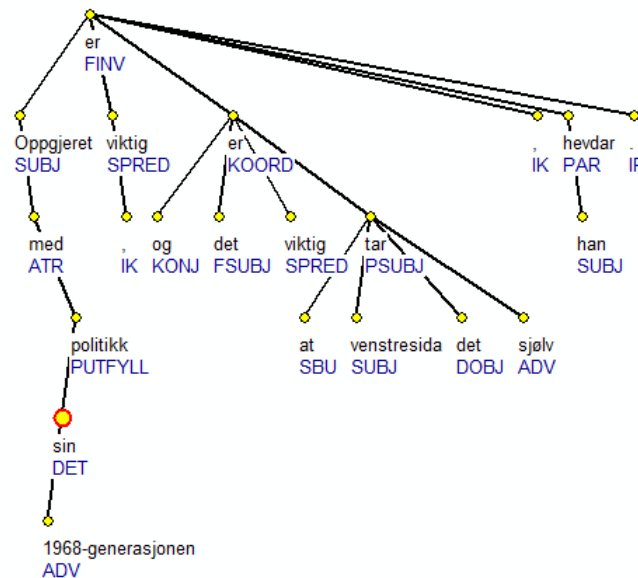 er
FINV
Oppgjeret viktig er , hevdar .
SUBJ SPRED KOORD IK PAR
med , og det viktig tar han
ATR IK KONJ FSUBJ SPRED IPSUBJ SUBJ
politikk at venstresida det sjølv
PUTFYLL SBU SUBJ DOBJ ADV
sin
DET
1968-generasjonen
ADV